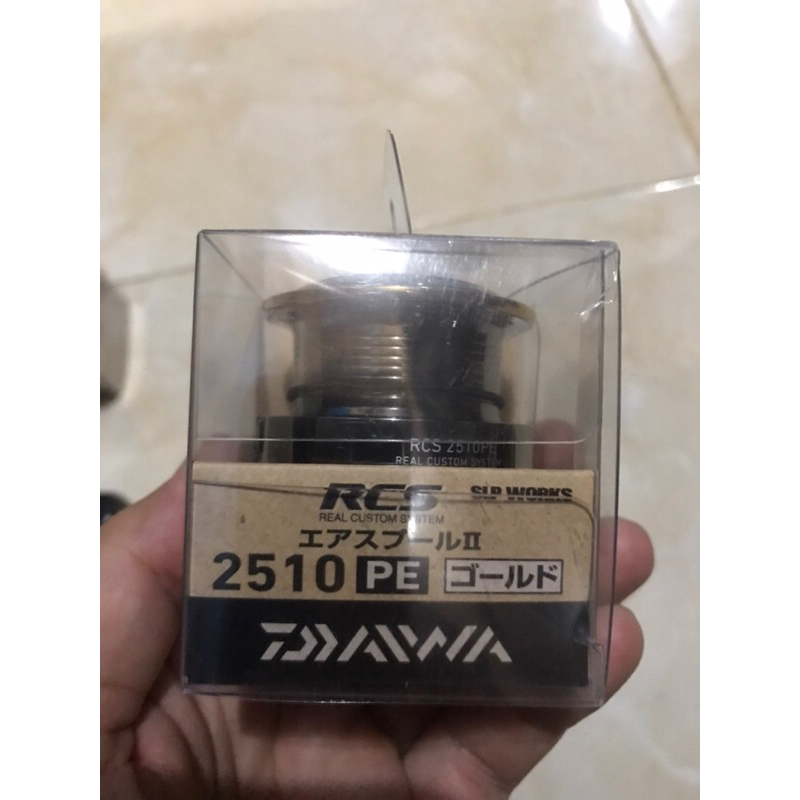 RCS 2510PE
REAL CUSTOM SYSTEM
RCS SLP WORKS
REAL CUSTOM SYSTEM
エアスプールII
2510 PE ゴールド
DAIWA